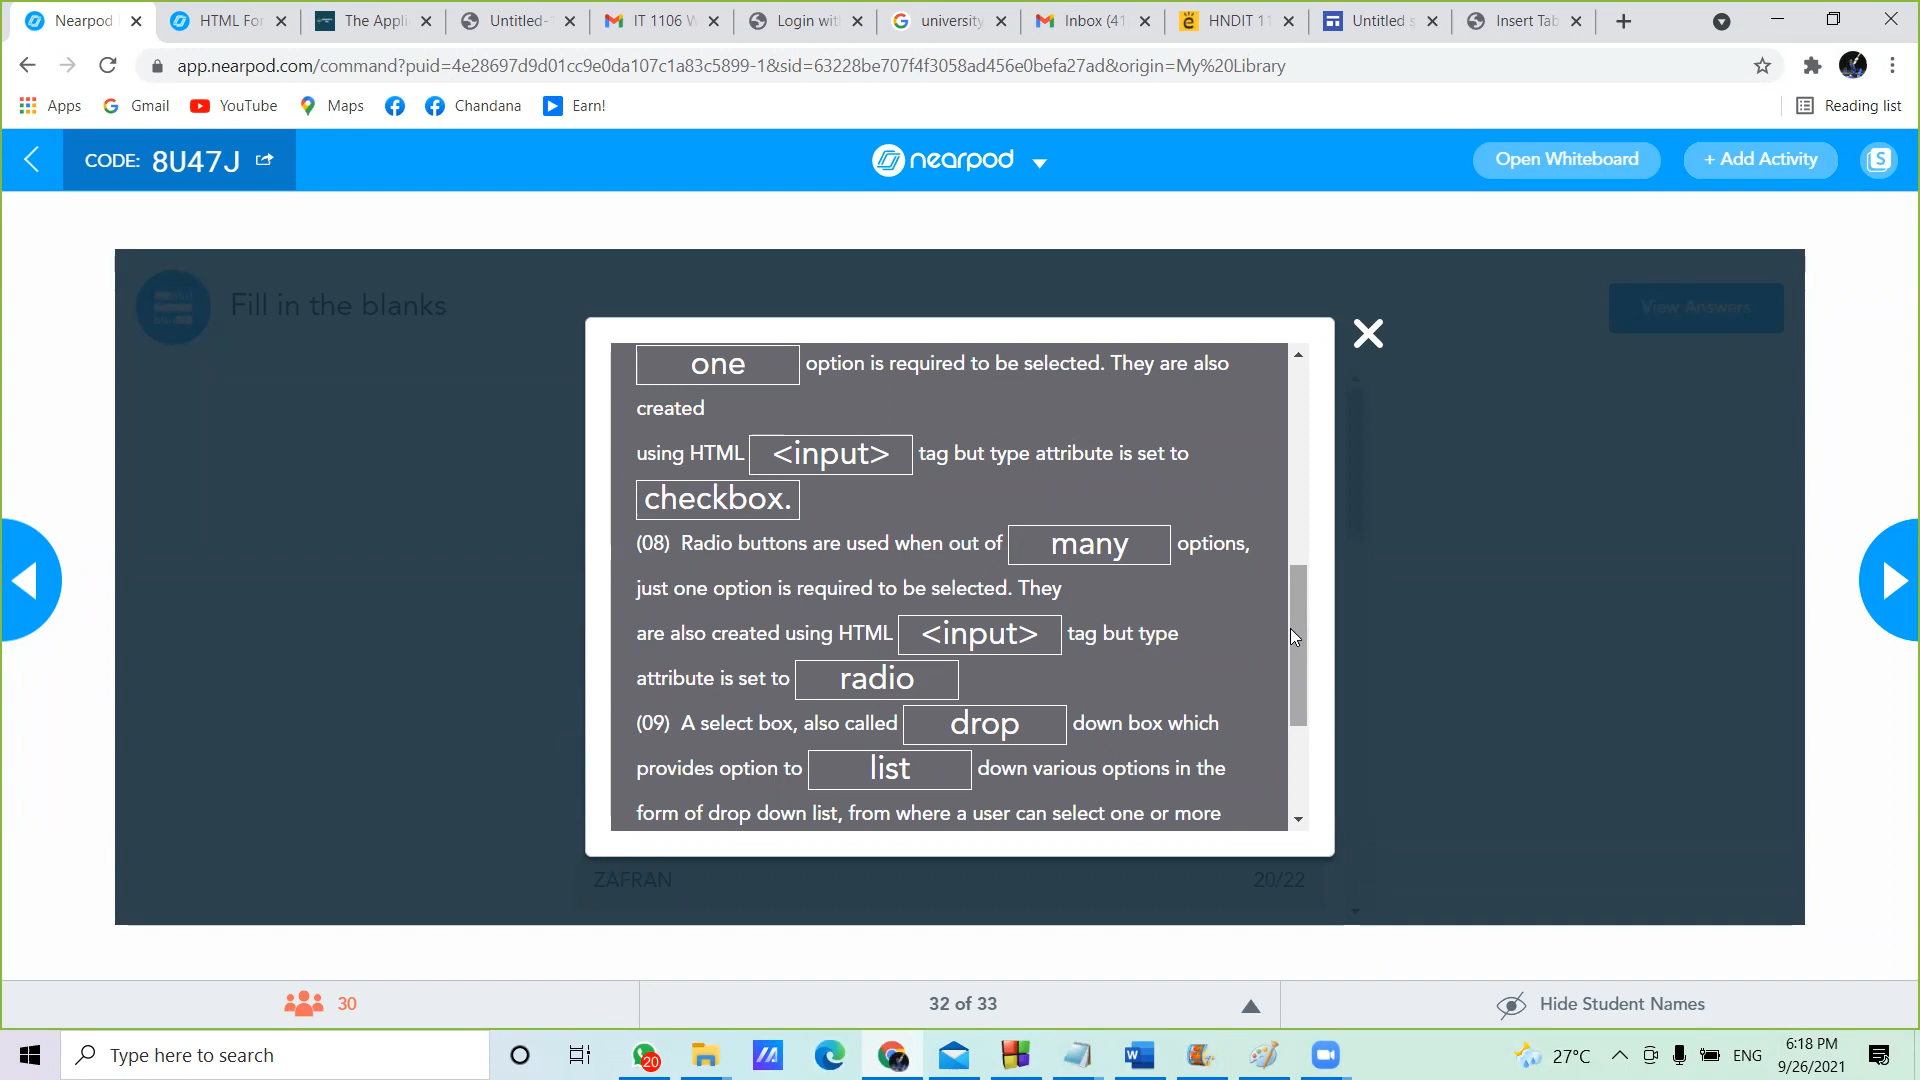 Nearpod
HTML For
The Appli
Untitled-
IT 1106 W
Login wit
university
Inbox (41
HNDIT 11
Untitled s
Insert Tab
app.nearpod.com/command?puid=4e28697d9d01cc9e0da107c1a83c5899-1&sid=63228be707f4f3058ad456e0befa27ad&origin=My%20Library
Apps Gmail YouTube Maps Chandana Earn! Reading list
CODE: 8U47J nearpod Open Whiteboard + Add Activity S
Fill in the blanks
View Answers
one option is required to be selected. They are also
created
using HTML <input> tag but type attribute is set to
checkbox.
(08) Radio buttons are used when out of many options,
just one option is required to be selected. They
are also created using HTML <input> tag but type
attribute is set to radio
(09) A select box, also called drop down box which
provides option to list down various options in the
form of drop down list, from where a user can select one or more
ZAFRAN 20/22
30 32 of 33 Hide Student Names
Type here to search
20
27°C ENG
6:18 PM
9/26/2021